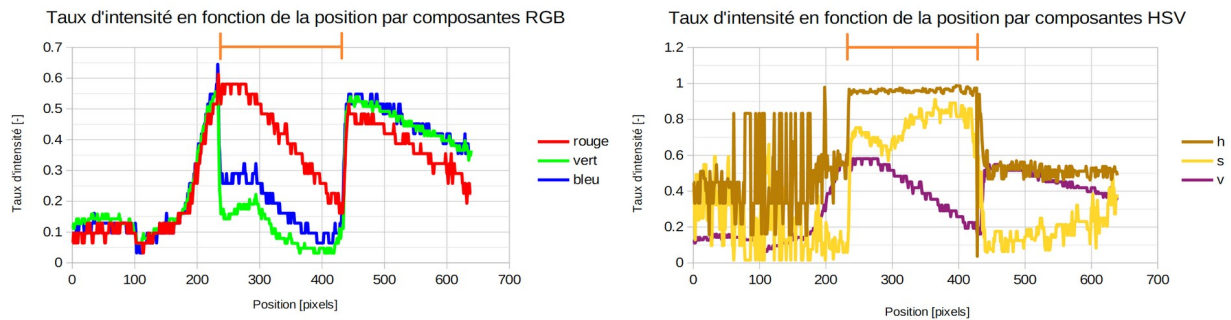 Taux d'intensité en fonction de la position par composantes RGB
0.7
0.6
0.5
0.4
0.3
0.2
0.1
0
Taux d'intensité [-]
0 100 200 300 400 500 600 700
Position [pixels]
rouge
vert
bleu
Taux d'intensité en fonction de la position par composantes HSV
1.2
1
0.8
0.6
0.4
0.2
0
Taux d'intensité [-]
0 100 200 300 400 500 600 700
Position [pixels]
h
s
v